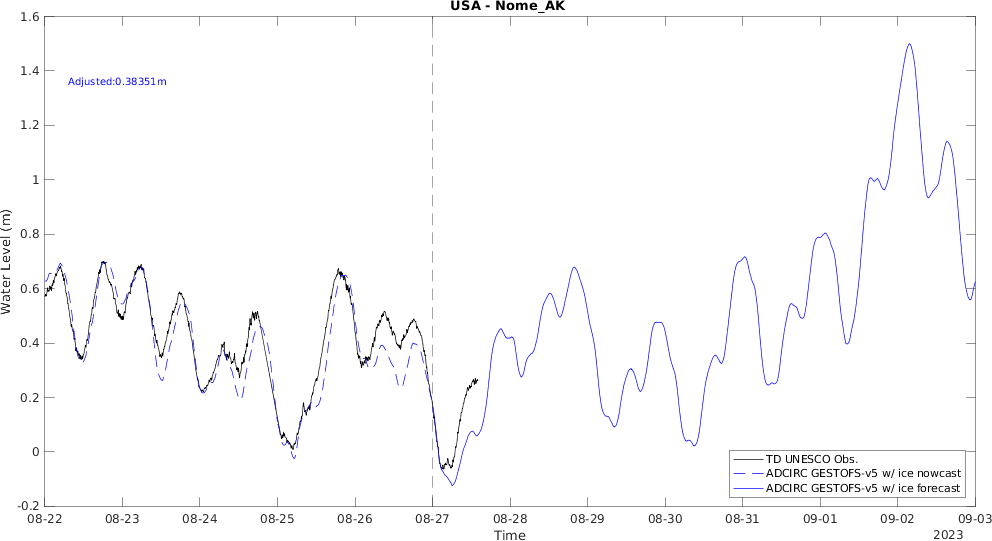 USA - Nome_AK
1.6
1.4
1.2
1
0.8
0.6
0.4
0.2
0
-0.2
Water Level (m)
Adjusted:0.38351m
TD UNESCO Obs.
ADCIRC GESTOFS-v5 w/ ice nowcast
ADCIRC GESTOFS-v5 w/ ice forecast
08-22 08-23 08-24 08-25 08-26 08-27 08-28 08-29 08-30 08-31 09-01 09-02 09-03
Time
2023